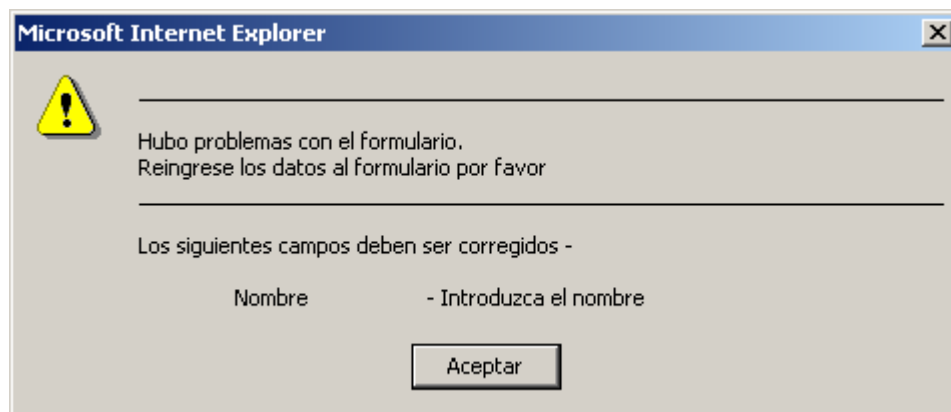 Microsoft Internet Explorer
Hubo problemas con el formulario.
Reingrese los datos al formulario por favor
Los siguientes campos deben ser corregidos -
Nombre - Introduzca el nombre
Aceptar